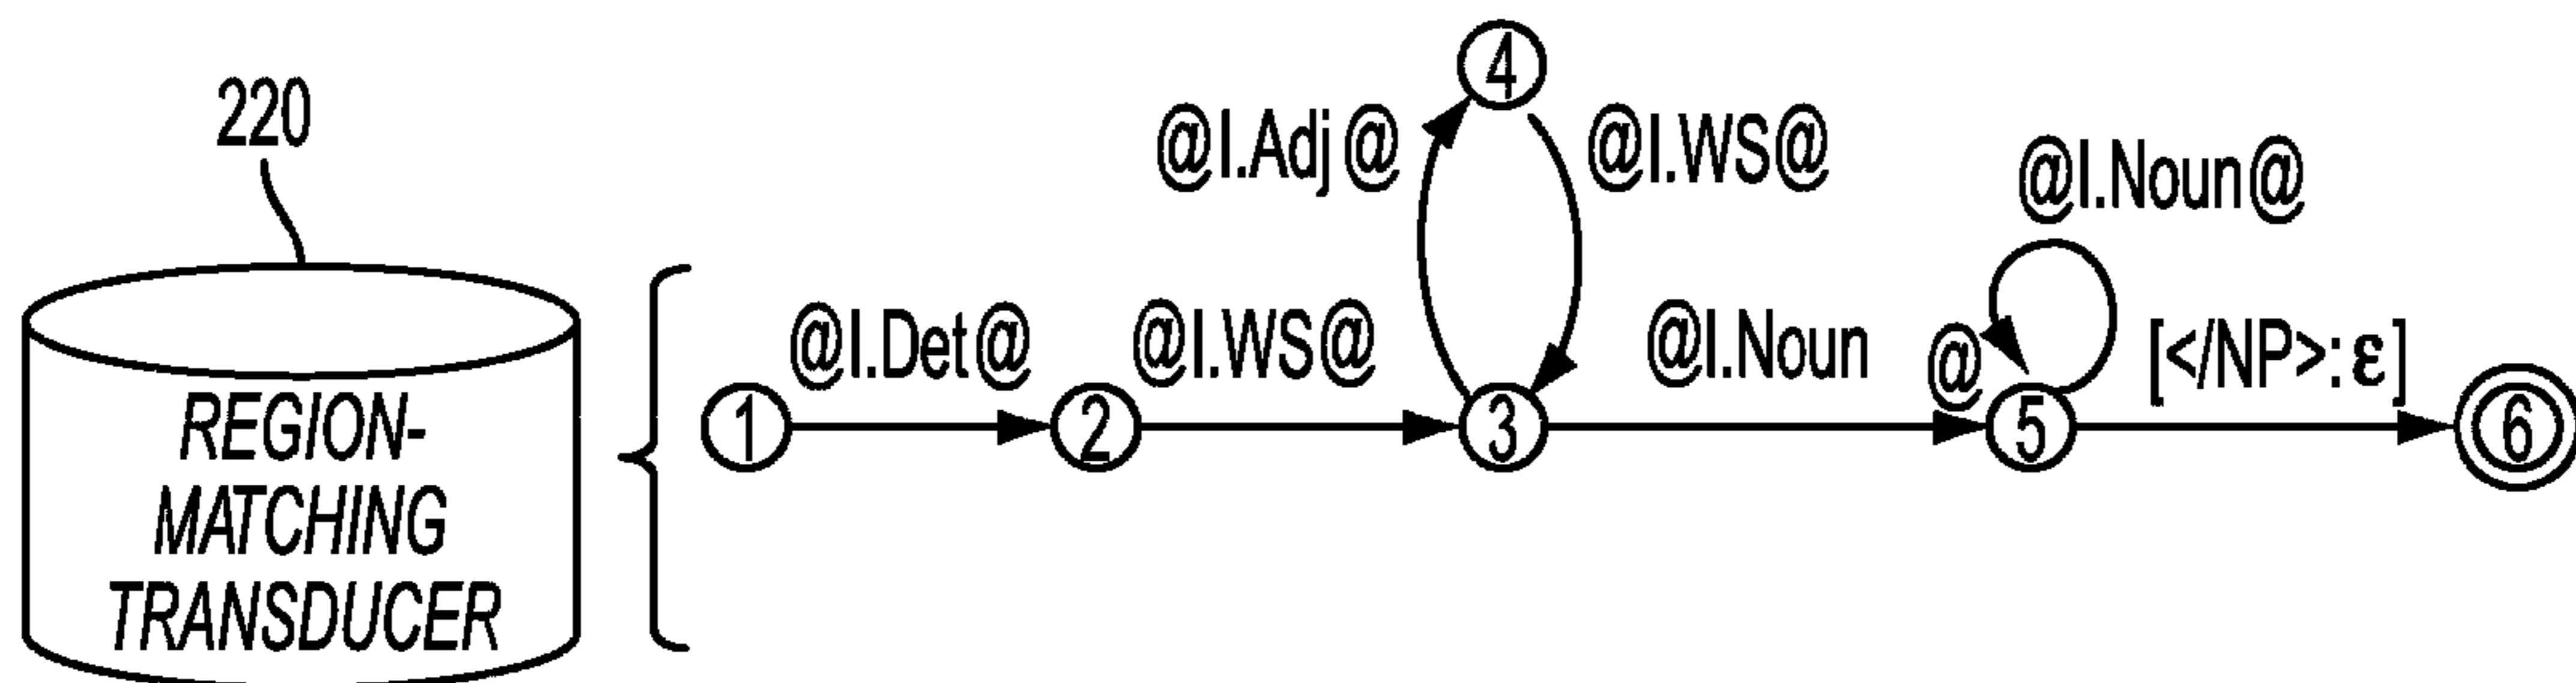 220
REGION-
MATCHING
TRANSDUCER
4
@I.Adj@
@I.WS@
@I.Noun@
@I.Det@
@I.WS@
@I.Noun
@
[</NP>:ε]
1
2
3
5
6